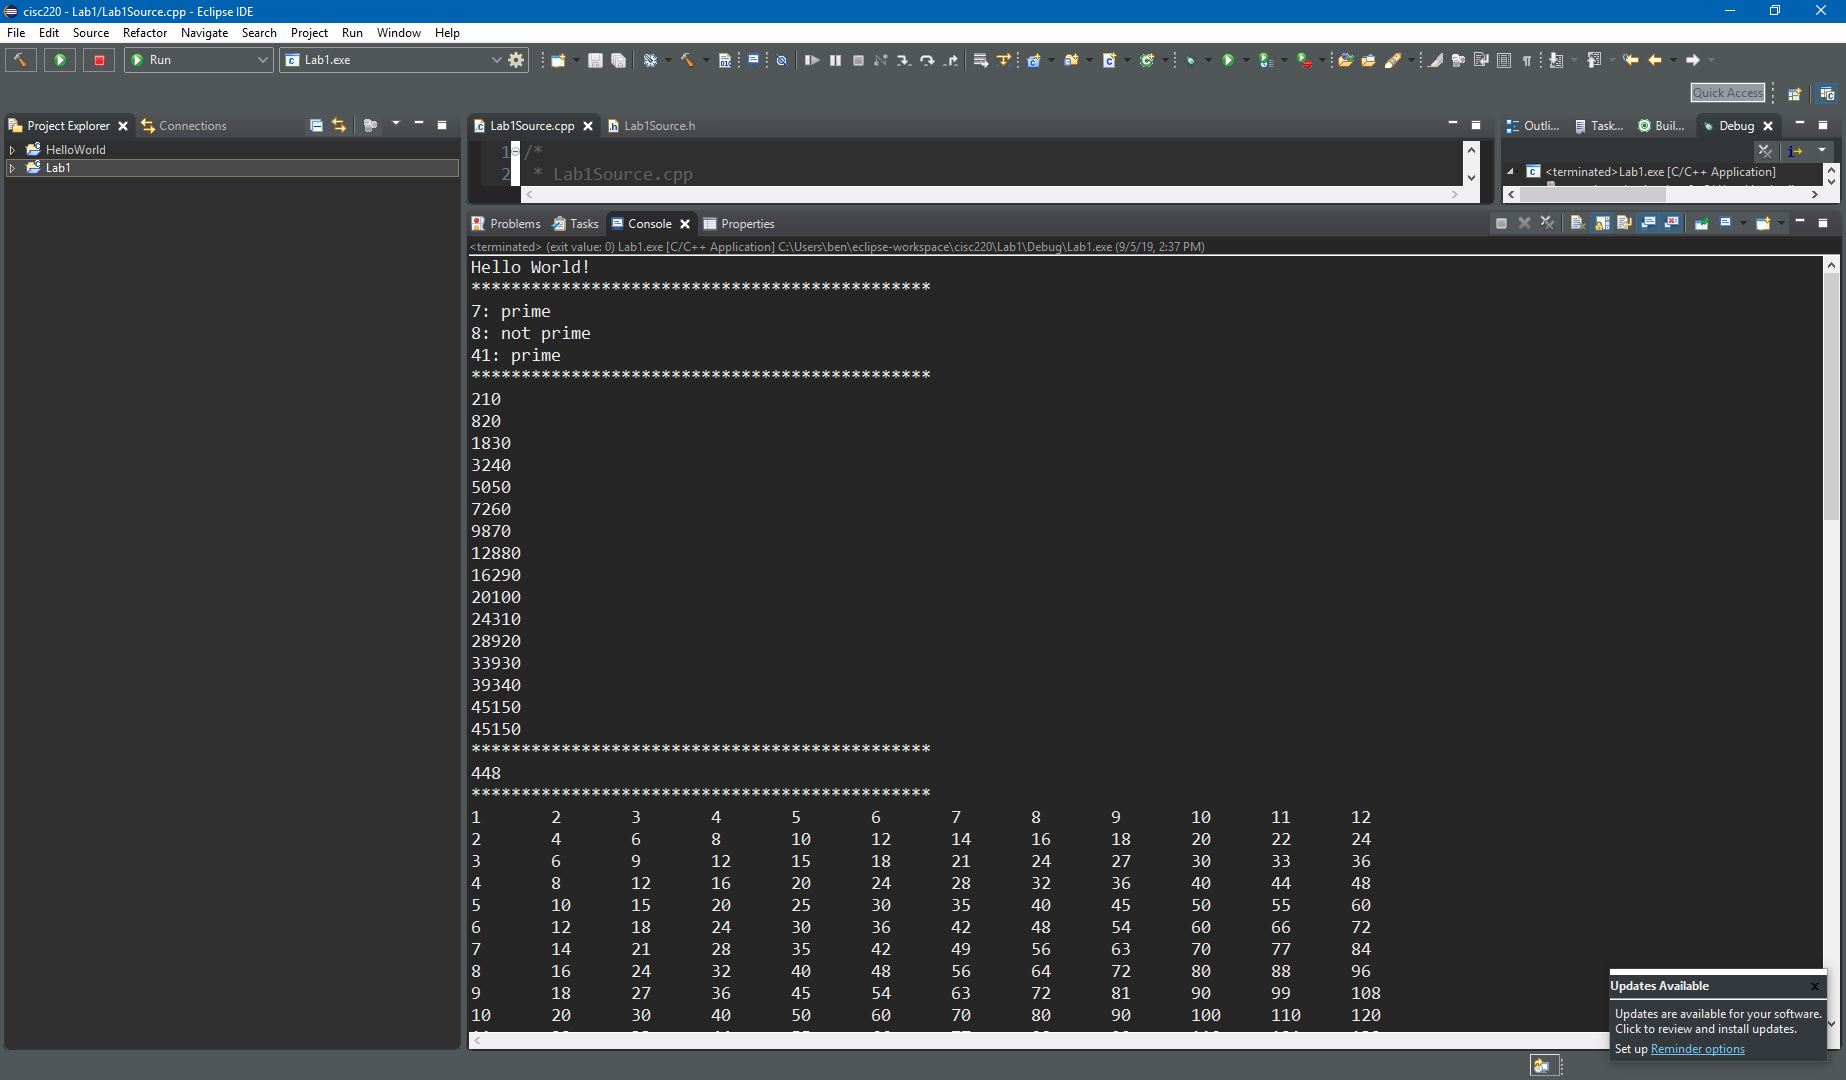 cisc220 - Lab1/Lab1Source.cpp - Eclipse IDE
File Edit Source Refactor Navigate Search Project Run Window Help
Run Lab1.exe
Quick Access
Project Explorer Connections
HelloWorld
Lab1
Lab1Source.cpp Lab1Source.h
1 /*
2 * Lab1Source.cpp
Outli... Task... Buil... Debug
<terminated>Lab1.exe [C/C++ Application]
Problems Tasks Console Properties
<terminated> (exit value: 0) Lab1.exe [C/C++ Application] C:\Users\ben\eclipse-workspace\cisc220\Lab1\Debug\Lab1.exe (9/5/19, 2:37 PM)
Hello World!
**********************************************
7: prime
8: not prime
41: prime
**********************************************
210
820
1830
3240
5050
7260
9870
12880
16290
20100
24310
28920
33930
39340
45150
45150
**********************************************
448
**********************************************
1 2 3 4 5 6 7 8 9 10 11 12
2 4 6 8 10 12 14 16 18 20 22 24
3 6 9 12 15 18 21 24 27 30 33 36
4 8 12 16 20 24 28 32 36 40 44 48
5 10 15 20 25 30 35 40 45 50 55 60
6 12 18 24 30 36 42 48 54 60 66 72
7 14 21 28 35 42 49 56 63 70 77 84
8 16 24 32 40 48 56 64 72 80 88 96
9 18 27 36 45 54 63 72 81 90 99 108
10 20 30 40 50 60 70 80 90 100 110 120
Updates Available
Updates are available for your software.
Click to review and install updates.
Set up Reminder options